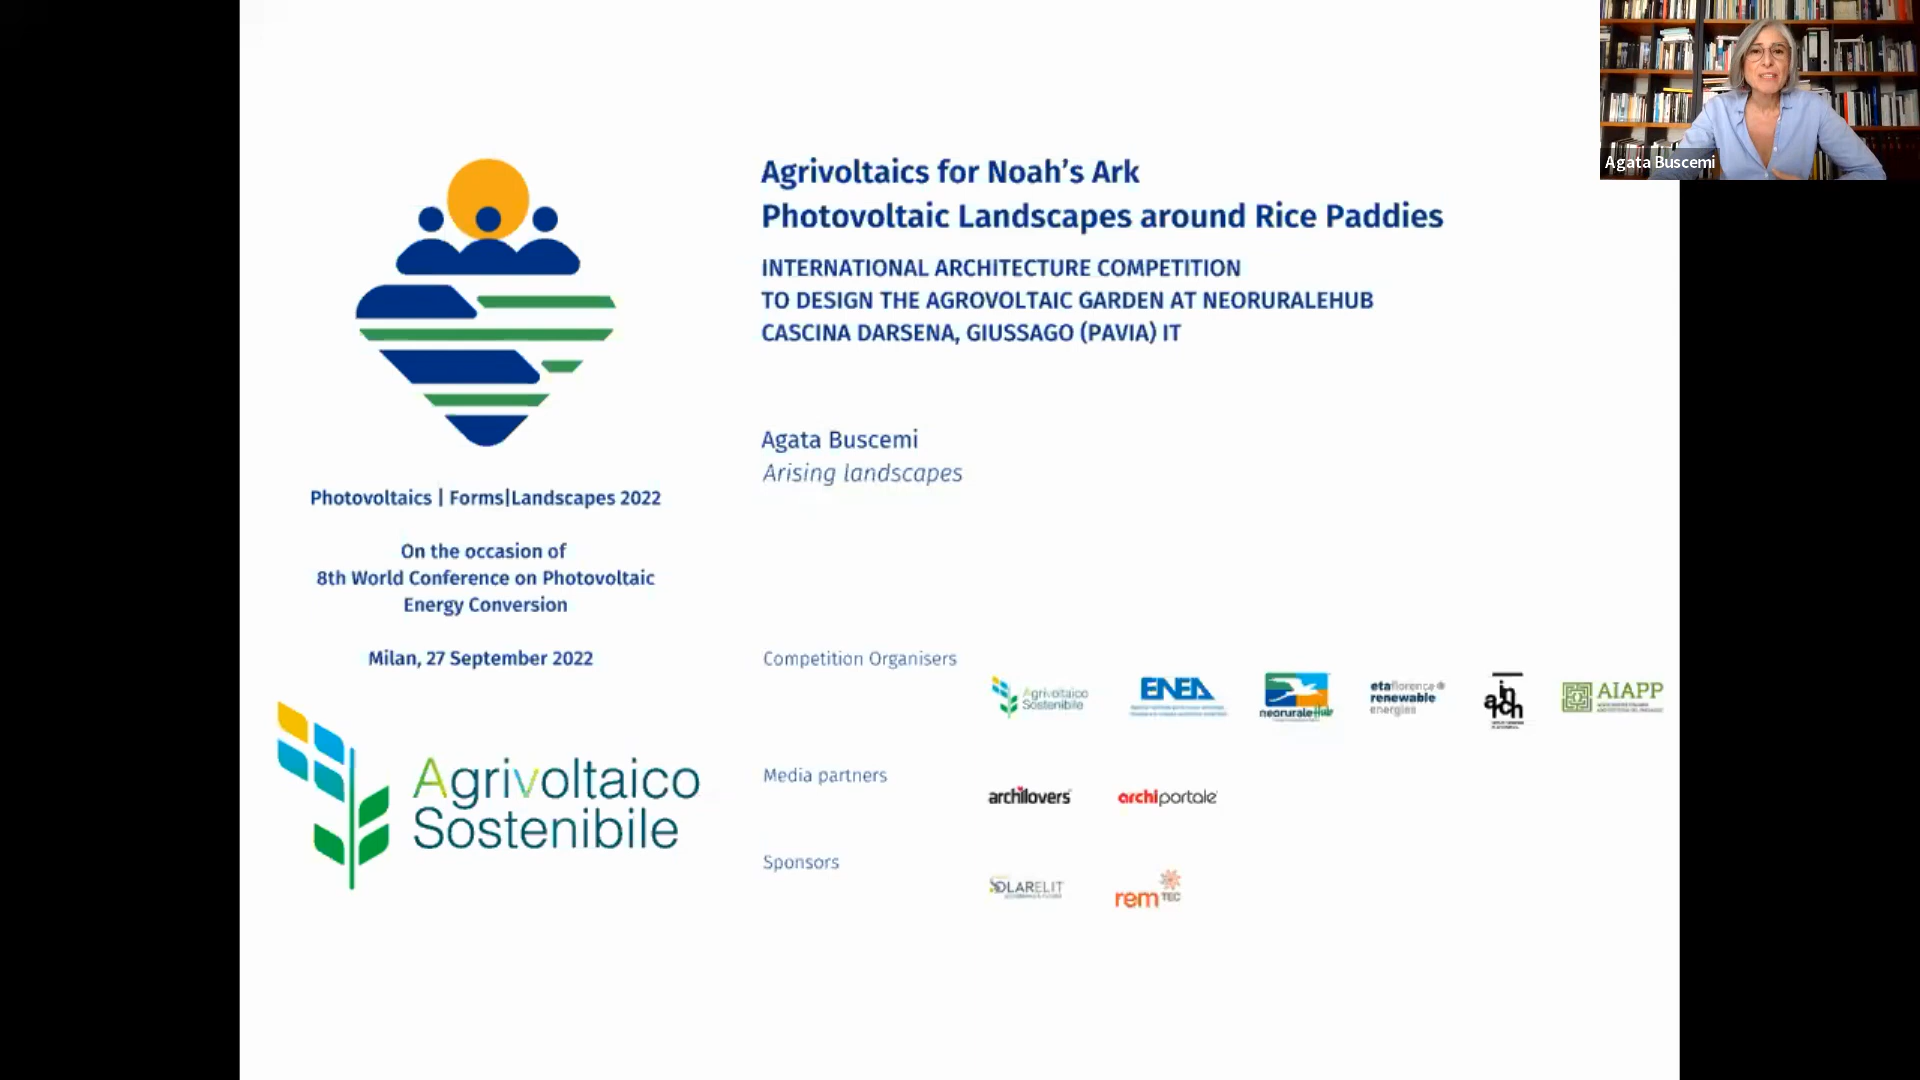 Agata Buscemi
Agrivoltaics for Noah's Ark
Photovoltaic Landscapes around Rice Paddies
INTERNATIONAL ARCHITECTURE COMPETITION
TO DESIGN THE AGROVOLTAIC GARDEN AT NEORURALEHUB
CASCINA DARSENA, GIUSSAGO (PAVIA) IT
Agata Buscemi
Arising landscapes
Photovoltaics | Forms|Landscapes 2022
On the occasion of
8th World Conference on Photovoltaic
Energy Conversion
Milan, 27 September 2022
Agrivoltaico
Sostenibile
Competition Organisers
Agrivoltaico
Sostenibile
ENEA
neoruraleHub
etaflorence
renewable
energies
in
arch
AIAPP
Media partners
archilovers
archiportale
Sponsors
SOLARELIT
rem TEC